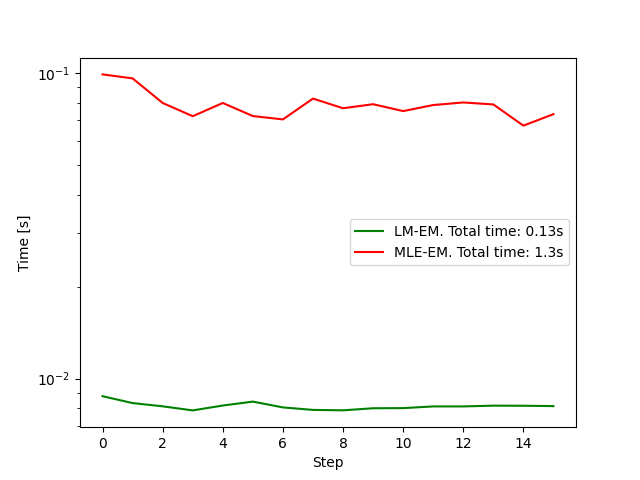 10⁻¹
10⁻²
Time [s]
LM-EM. Total time: 0.13s
MLE-EM. Total time: 1.3s
0 2 4 6 8 10 12 14
Step